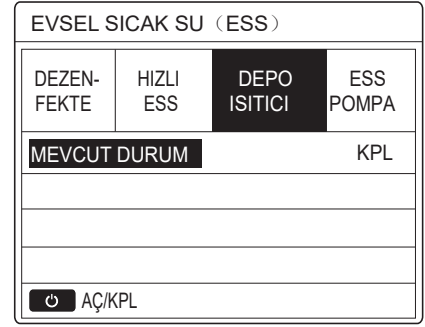 EVSEL SICAK SU（ESS）
DEZEN- HIZLI DEPO ESS
FEKTE ESS ISITICI POMPA
MEVCUT DURUM KPL
AÇ/KPL